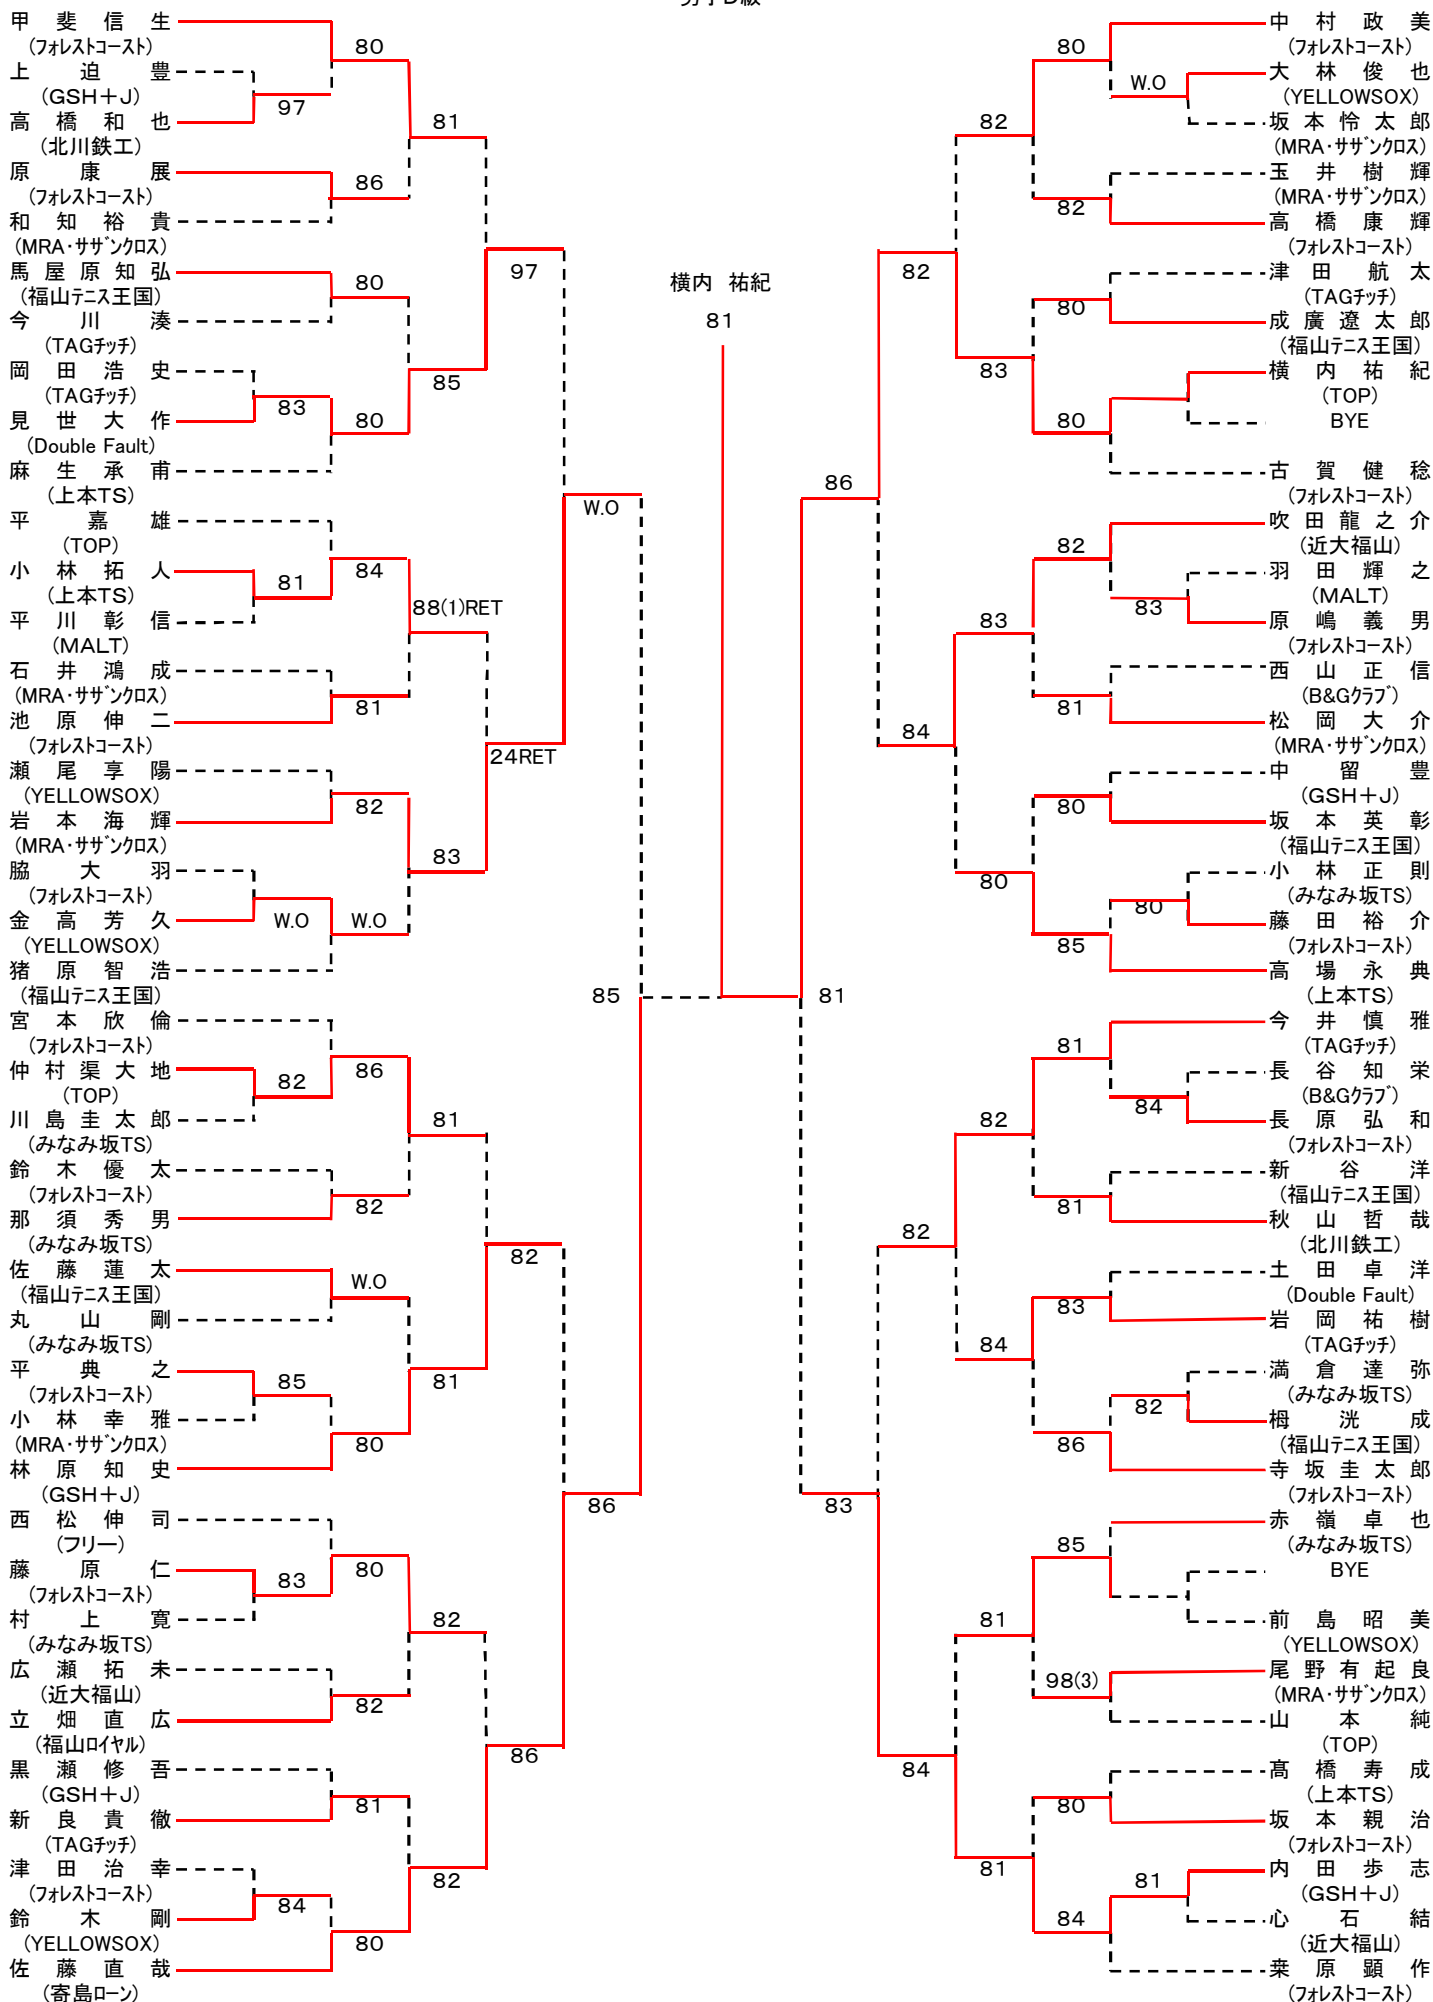 甲斐信生
(フォレストコースト)
上迫豊
(GSH+J)
高橋和也
(北川鉄工)
原康展
(フォレストコースト)
和知裕貴
(MRA・サザンクロス)
馬屋原知弘
(福山テニス王国)
今川湊
(TAGチッチ)
岡田浩史
(TAGチッチ)
見世大作
(Double Fault)
麻生承甫
(上本TS)
平嘉雄
(TOP)
小林拓人
(上本TS)
平川彰信
(MALT)
石井鴻成
(MRA・サザンクロス)
池原伸二
(フォレストコースト)
瀬尾享陽
(YELLOWSOX)
岩本海輝
(MRA・サザンクロス)
脇大羽
(フォレストコースト)
金高芳久
(YELLOWSOX)
猪原智浩
(福山テニス王国)
宮本欣倫
(フォレストコースト)
仲村渠大地
(TOP)
川島圭太郎
(みなみ坂TS)
鈴木優太
(フォレストコースト)
那須秀男
(みなみ坂TS)
佐藤蓮太
(福山テニス王国)
丸山剛
(みなみ坂TS)
平典之
(フォレストコースト)
小林幸雅
(MRA・サザンクロス)
林原知史
(GSH+J)
西松伸司
(フリー)
藤原仁
(フォレストコースト)
村上寛
(みなみ坂TS)
広瀬拓未
(近大福山)
立畑直広
(福山ロイヤル)
黒瀬修吾
(GSH+J)
新良貴徹
(TAGチッチ)
津田治幸
(フォレストコースト)
鈴木剛
(YELLOWSOX)
佐藤直哉
(寄島ローン)
97
83
81
W.O
82
85
83
84
80
86
80
80
84
81
82
W.O
86
82
W.O
80
80
82
81
80
81
85
88(1)RET
83
81
81
82
82
97
24RET
82
86
W.O
86
85
横内 祐紀
81
81
86
83
82
84
82
84
82
83
83
80
82
84
81
81
80
82
80
80
82
81
80
85
81
81
83
86
85
98(3)
80
84
W.O
83
80
84
82
81
中村政美
(フォレストコースト)
大林俊也
(YELLOWSOX)
坂本怜太郎
(MRA・サザンクロス)
玉井樹輝
(MRA・サザンクロス)
高橋康輝
(フォレストコースト)
津田航太
(TAGチッチ)
成廣遼太郎
(福山テニス王国)
横内祐紀
(TOP)
BYE
古賀健稔
(フォレストコースト)
吹田龍之介
(近大福山)
羽田輝之
(MALT)
原嶋義男
(フォレストコースト)
西山正信
(B&Gクラブ)
松岡大介
(MRA・サザンクロス)
中留豊
(GSH+J)
坂本英彰
(福山テニス王国)
小林正則
(みなみ坂TS)
藤田裕介
(フォレストコースト)
高場永典
(上本TS)
今井慎雅
(TAGチッチ)
長谷知栄
(B&Gクラブ)
長原弘和
(フォレストコースト)
新谷洋
(福山テニス王国)
秋山哲哉
(北川鉄工)
土田卓洋
(Double Fault)
岩岡祐樹
(TAGチッチ)
満倉達弥
(みなみ坂TS)
栂洸成
(福山テニス王国)
寺坂圭太郎
(フォレストコースト)
赤嶺卓也
(みなみ坂TS)
BYE
前島昭美
(YELLOWSOX)
尾野有起良
(MRA・サザンクロス)
山本純
(TOP)
髙橋寿成
(上本TS)
坂本親治
(フォレストコースト)
内田歩志
(GSH+J)
心石結
(近大福山)
桒原顕作
(フォレストコースト)